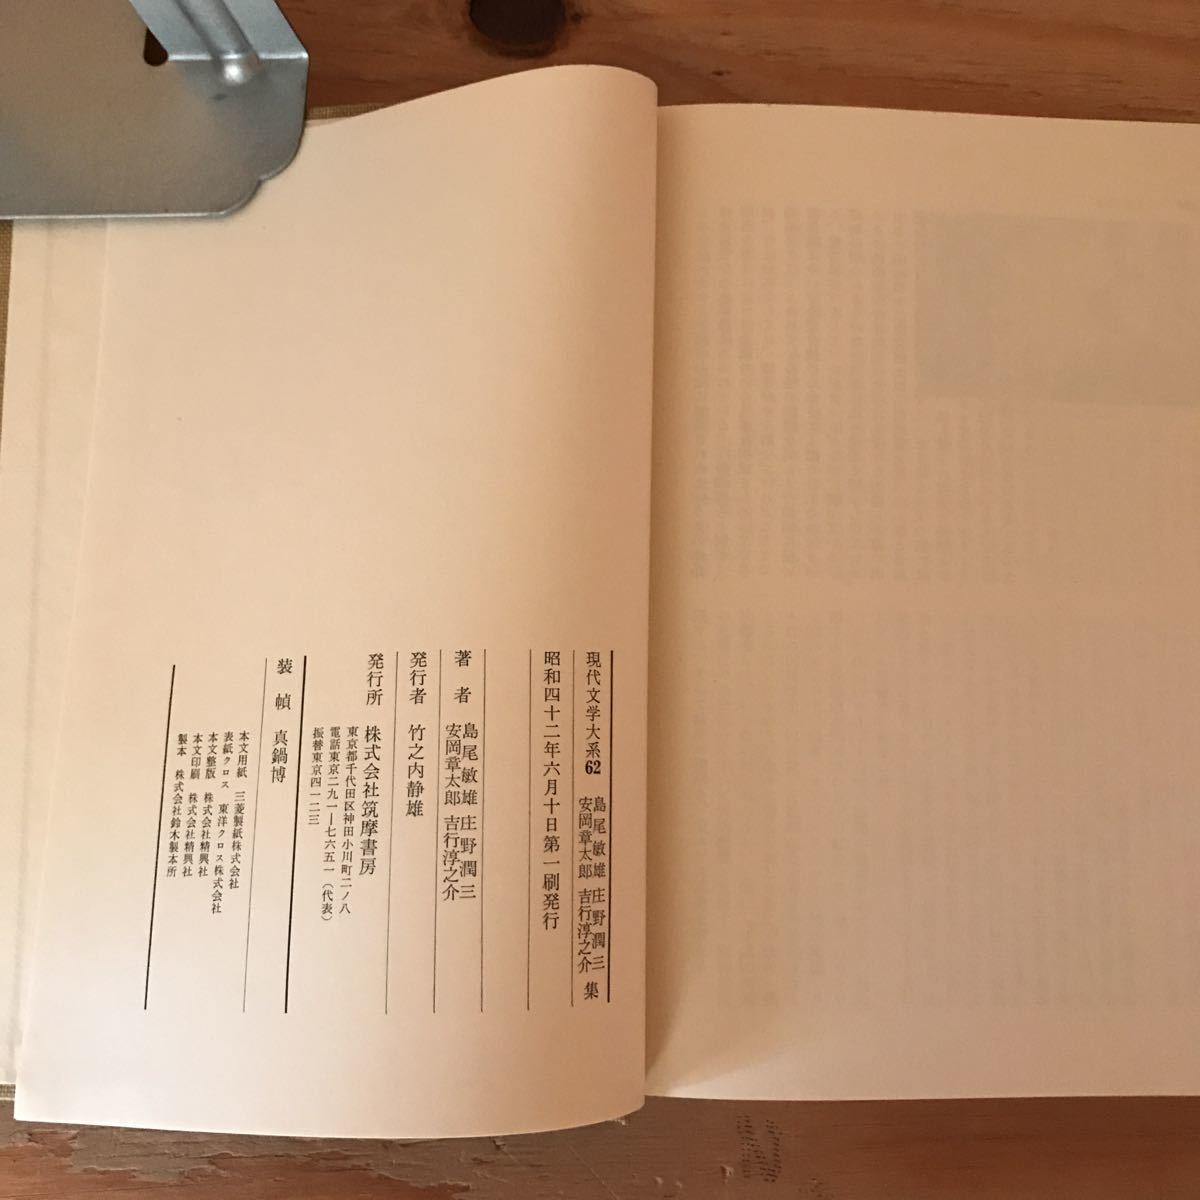 現代文学大系62 島尾敏雄 庄野潤三 安岡章太郎 吉行淳之介 集
昭和四十二年六月十日第一刷発行
著者 島尾敏雄 庄野潤三
安岡章太郎 吉行淳之介
発行者 竹之内静雄
発行所 株式会社筑摩書房
東京都千代田区神田小川町二ノ八
電話東京二九一―七六五一(代表)
振替東京四一二三
装幀 真鍋博
本文用紙 三菱製紙株式会社
表紙クロス 東洋クロス株式会社
本文整版 株式会社精興社
本文印刷 株式会社精興社
製本 株式会社鈴木製本所